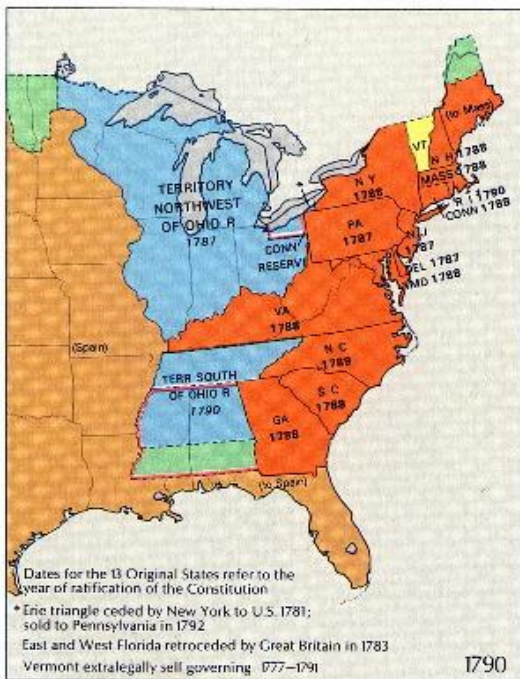 (to Mass)
VT
N H 1788
MASS 1788
N Y
1788
R I 1790
CONN 1788
TERRITORY
NORTHWEST
OF OHIO R
1787
CONN
RESERVE
PA
1787
N J
1787
DEL 1787
MD 1788
VA
1788
(Spain)
N C
1789
TERR SOUTH
OF OHIO R
1790
S C
1788
GA
1788
(to Spain)
Dates for the 13 Original States refer to the
year of ratification of the Constitution
* Erie triangle ceded by New York to U.S. 1781;
sold to Pennsylvania in 1792
East and West Florida retroceded by Great Britain in 1783
Vermont extralegally self governing 1777–1791
1790